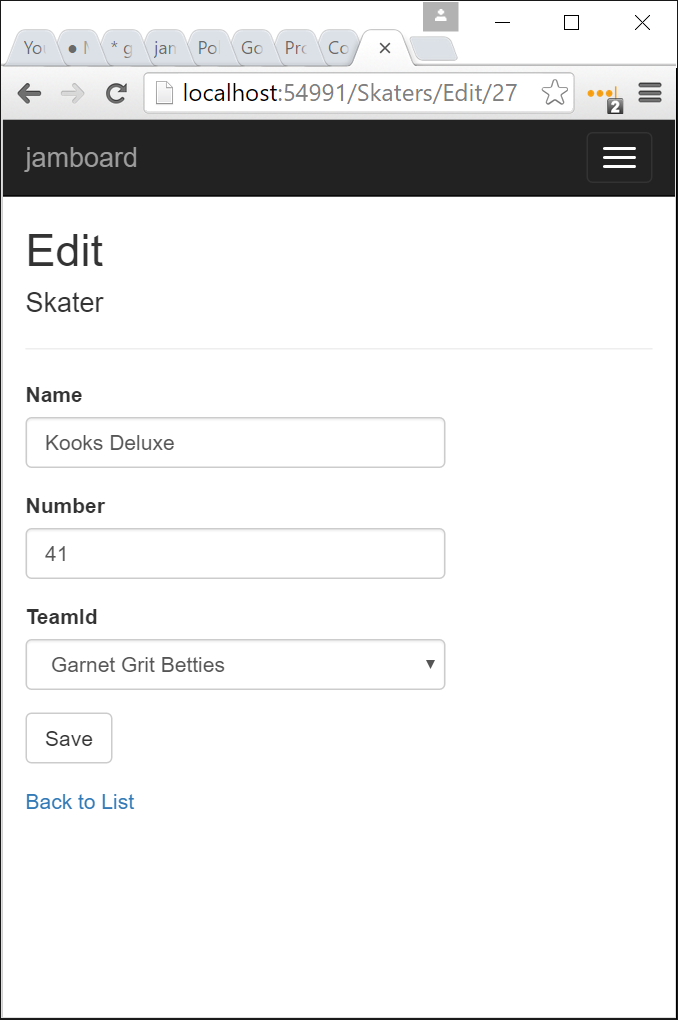 You ● N * g jan Pol Go Pro Co
localhost:54991/Skaters/Edit/27
2
jamboard
Edit
Skater
Name
Kooks Deluxe
Number
41
TeamId
Garnet Grit Betties
Save
Back to List